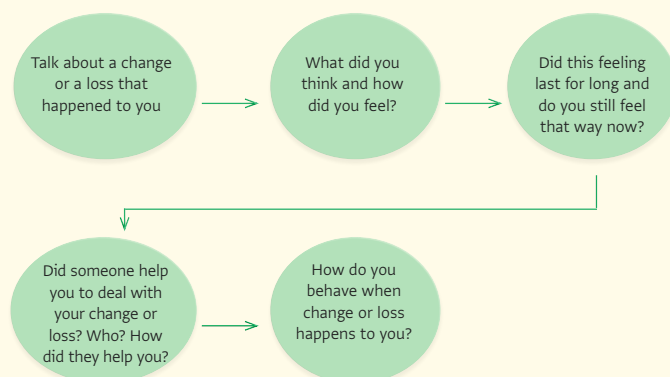 Talk about a change
or a loss that
happened to you
What did you
think and how
did you feel?
Did this feeling
last for long and
do you still feel
that way now?
Did someone help
you to deal with
your change or
loss? Who? How
did they help you?
How do you
behave when
change or loss
happens to you?